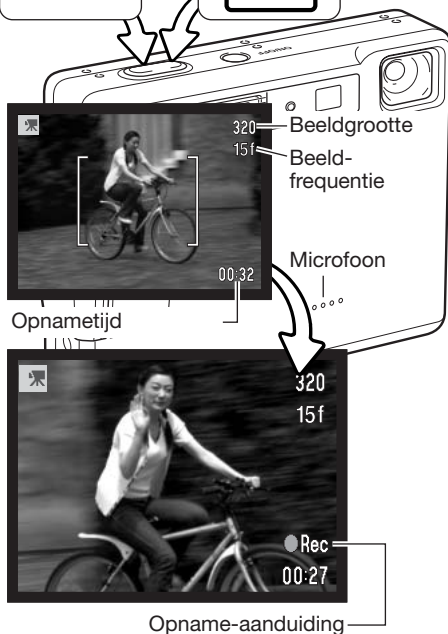 320
Beeldgrootte
15f
Beeld-
frequentie
00:32
Microfoon
Opnametijd
320
15f
Rec
00:27
Opname-aanduiding